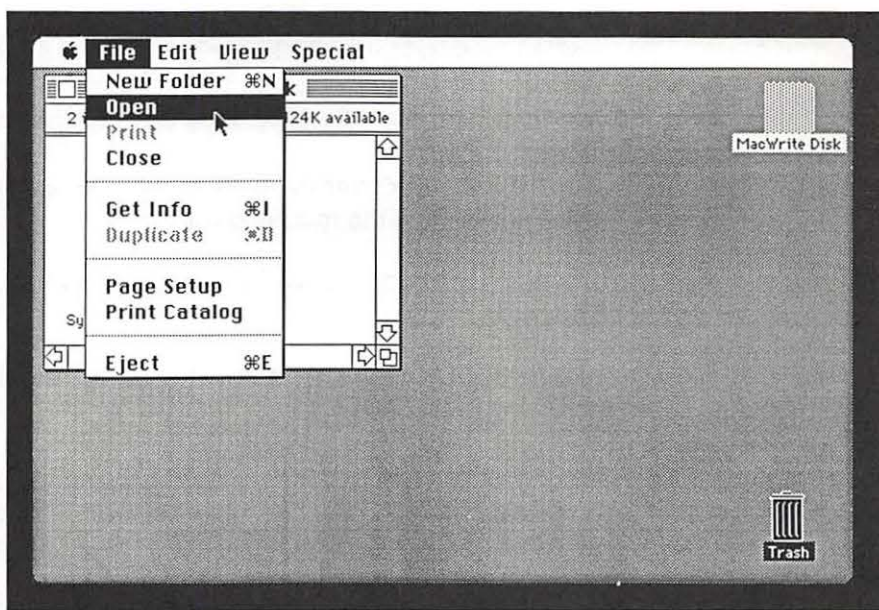 File Edit View Special
New Folder ⌘N
Open
Print
Close
Get Info ⌘I
Duplicate ⌘D
Page Setup
Print Catalog
Eject ⌘E
k
2
124K available
Sy
MacWrite Disk
Trash